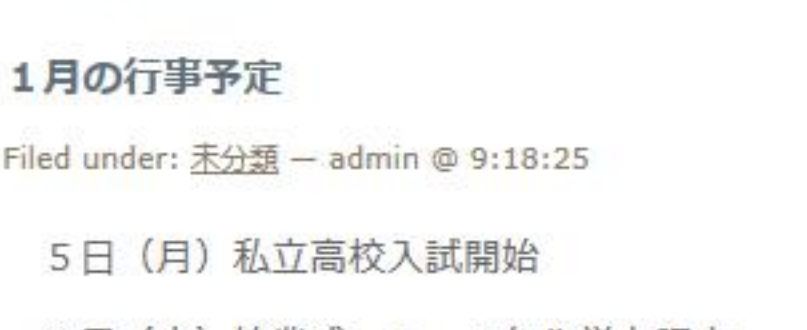 １月の行事予定
Filed under: 未分類 — admin @ 9:18:25
５日（月）私立高校入試開始